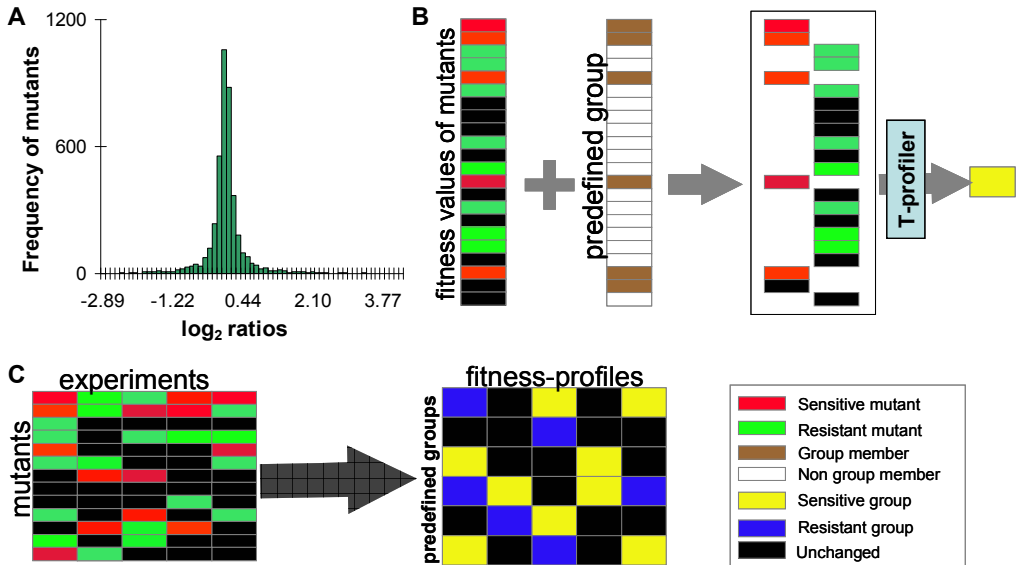 A
Frequency of mutants
1200
600
0
-2.89 -1.22 0.44 2.10 3.77
log2 ratios
B
fitness values of mutants
predefined group
T-profiler
C
experiments
mutants
fitness-profiles
predefined groups
Sensitive mutant
Resistant mutant
Group member
Non group member
Sensitive group
Resistant group
Unchanged